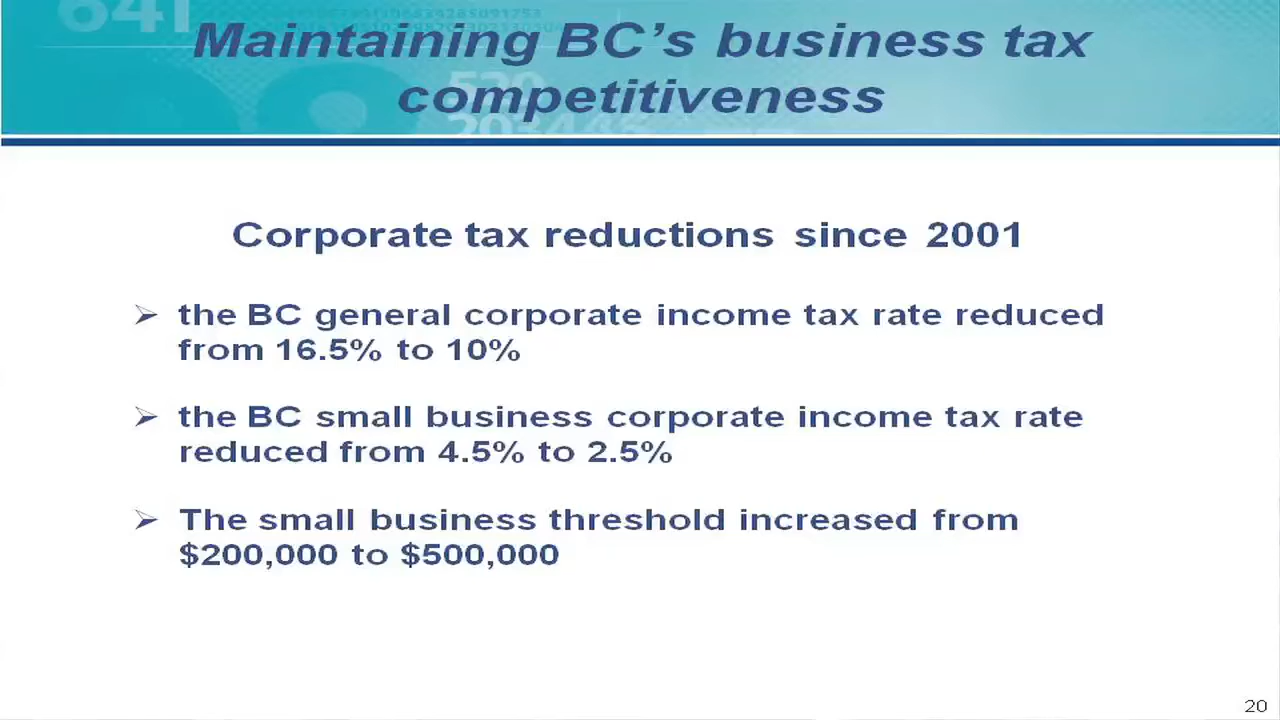 Maintaining BC's business tax
competitiveness
Corporate tax reductions since 2001
the BC general corporate income tax rate reduced
from 16.5% to 10%
the BC small business corporate income tax rate
reduced from 4.5% to 2.5%
The small business threshold increased from
$200,000 to $500,000
20